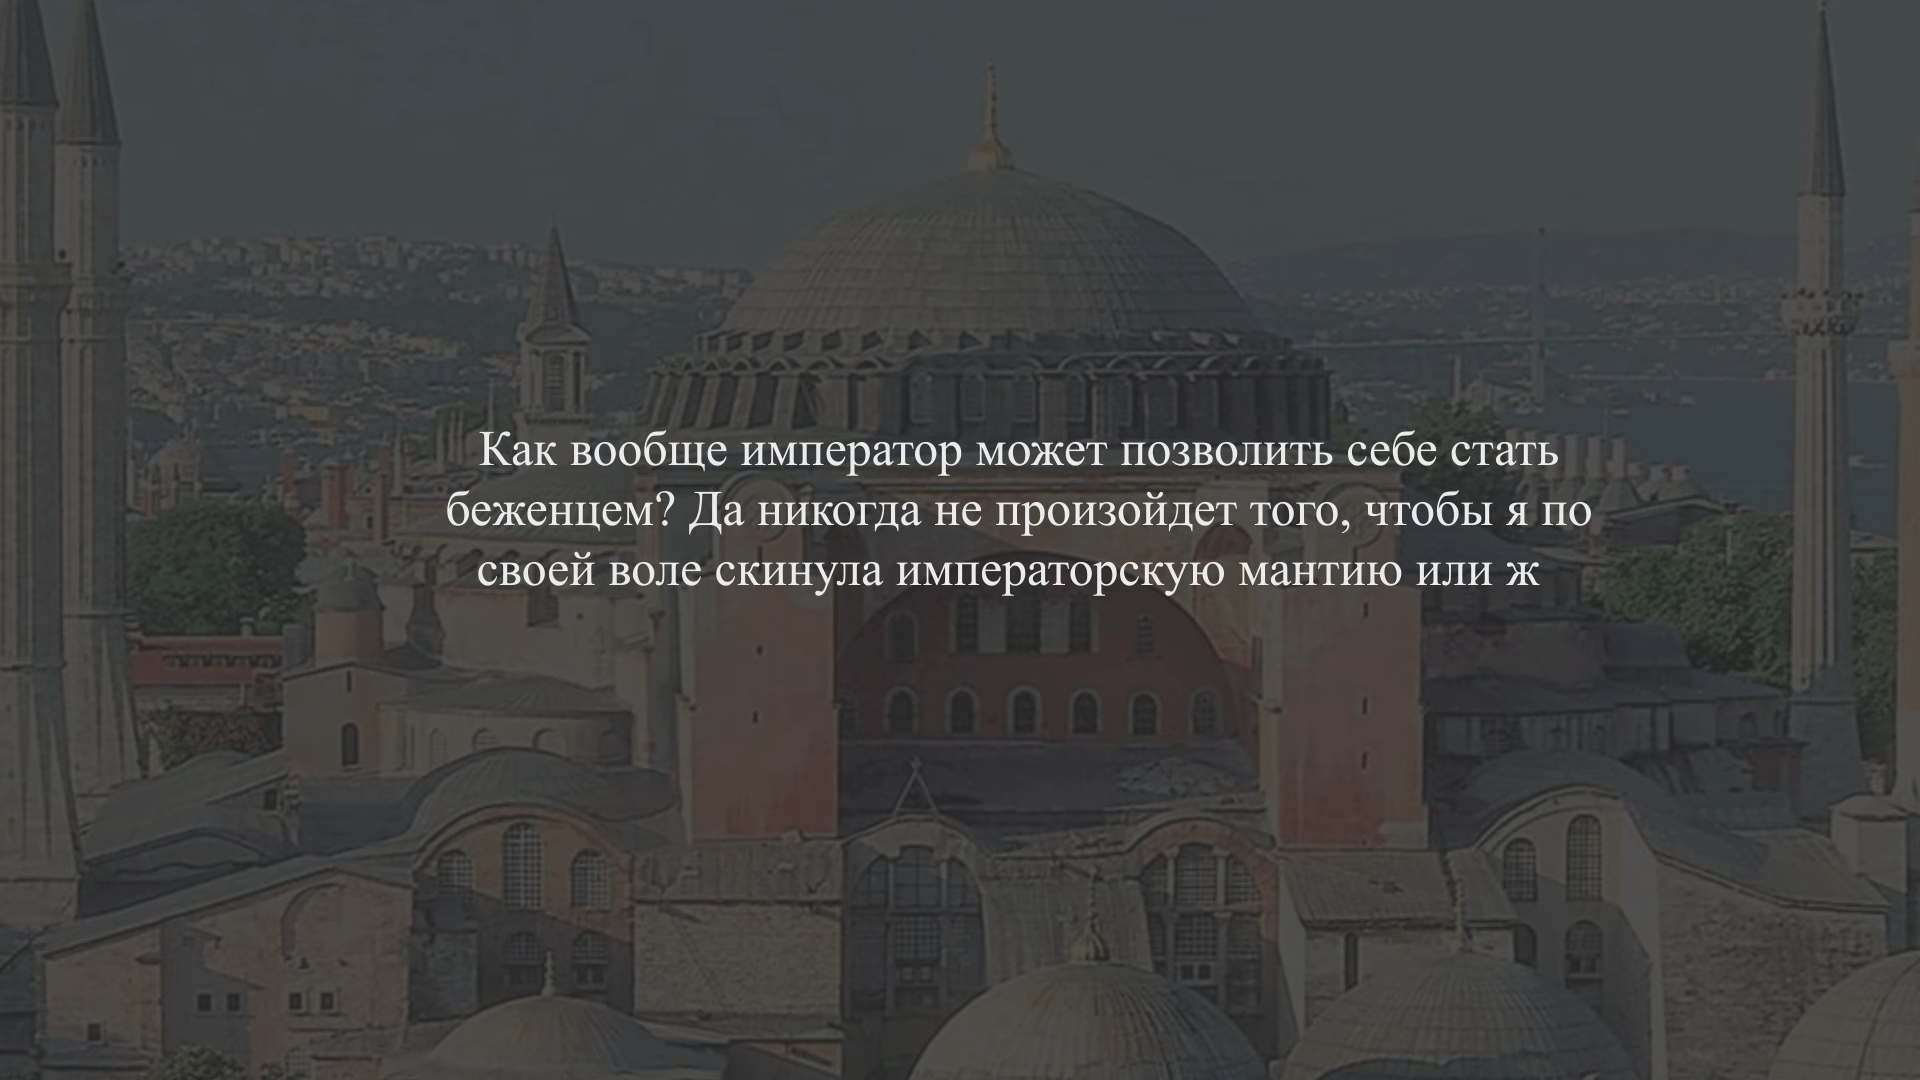 Как вообще император может позволить себе стать
беженцем? Да никогда не произойдет того, чтобы я по
своей воле скинула императорскую мантию или ж